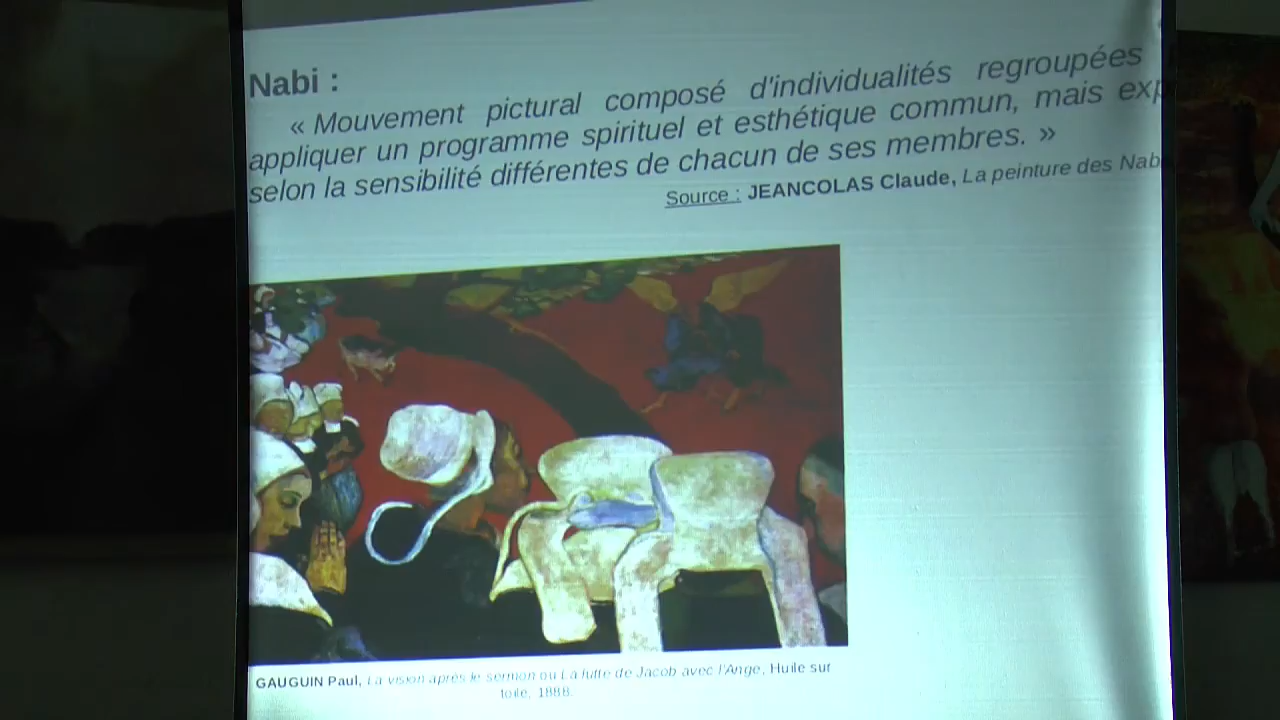 Nabi :
« Mouvement pictural composé d'individualités regroupées
appliquer un programme spirituel et esthétique commun, mais exp
selon la sensibilité différentes de chacun de ses membres. »
Source : JEANCOLAS Claude, La peinture des Nab
GAUGUIN Paul, La vision après le sermon ou La lutte de Jacob avec l'Ange, Huile sur
toile, 1888.